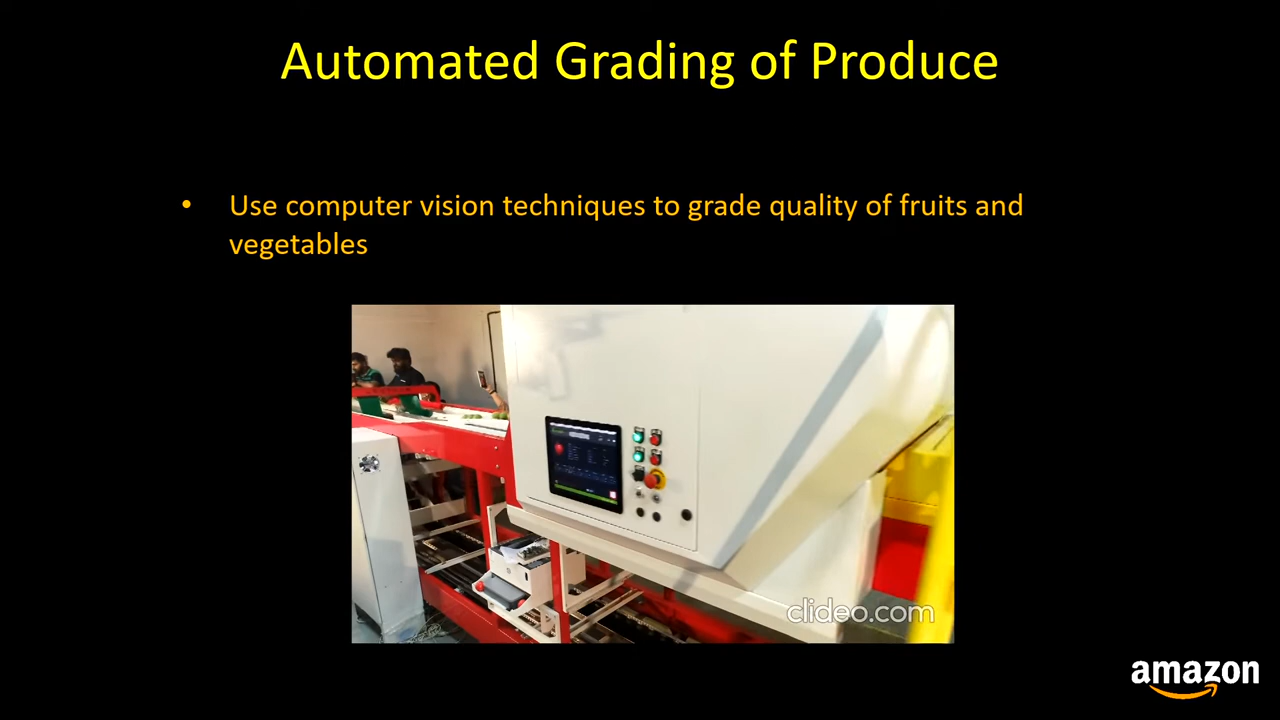 Automated Grading of Produce
• Use computer vision techniques to grade quality of fruits and
vegetables
clideo.com
amazon